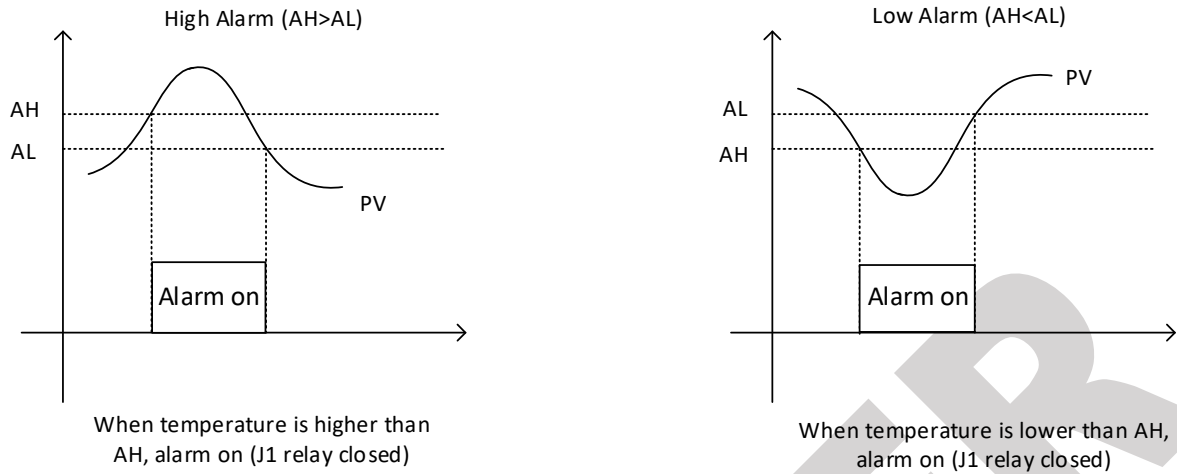 High Alarm (AH>AL)
AH
AL
PV
Alarm on
When temperature is higher than
AH, alarm on (J1 relay closed)
Low Alarm (AH<AL)
AL
AH
PV
Alarm on
When temperature is lower than AH,
alarm on (J1 relay closed)